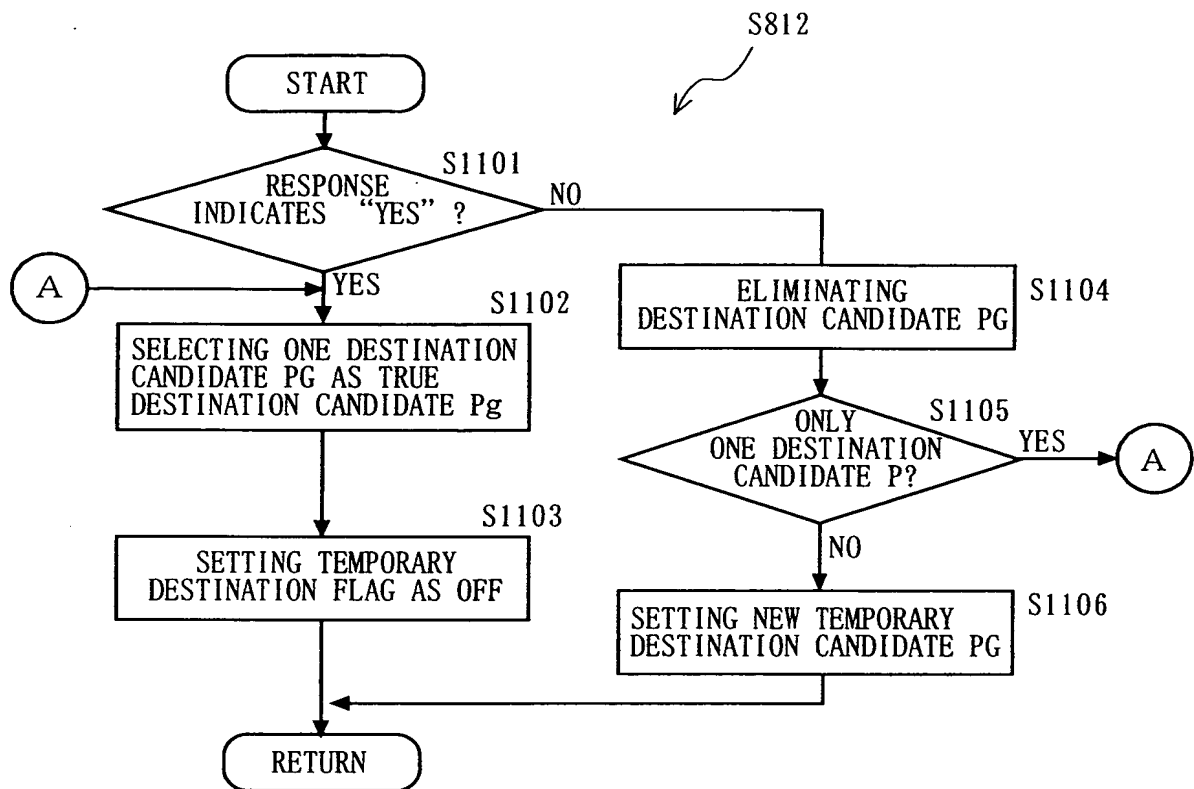 S812
START
S1101
RESPONSE
INDICATES “YES” ?
NO
YES
A
S1102
SELECTING ONE DESTINATION
CANDIDATE PG AS TRUE
DESTINATION CANDIDATE Pg
S1103
SETTING TEMPORARY
DESTINATION FLAG AS OFF
RETURN
ELIMINATING
DESTINATION CANDIDATE PG
S1104
S1105
ONLY
ONE DESTINATION
CANDIDATE P?
YES
A
NO
SETTING NEW TEMPORARY
DESTINATION CANDIDATE PG
S1106